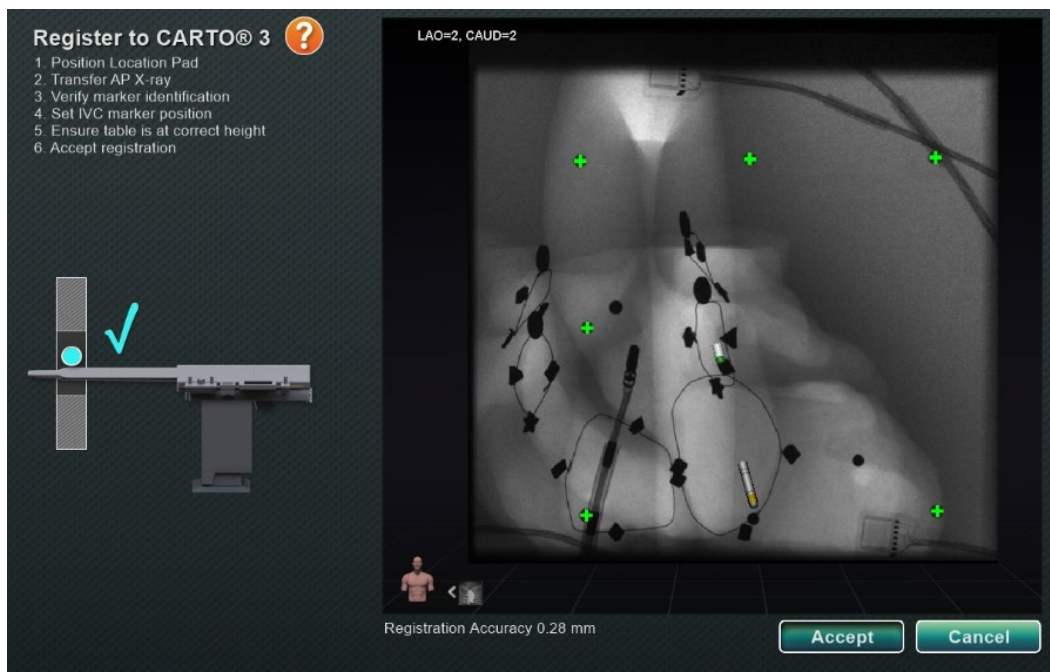 Register to CARTO® 3
?
1. Position Location Pad
2. Transfer AP X-ray
3. Verify marker identification
4. Set IVC marker position
5. Ensure table is at correct height
6. Accept registration
LAO=2, CAUD=2
Registration Accuracy 0.28 mm
Accept
Cancel